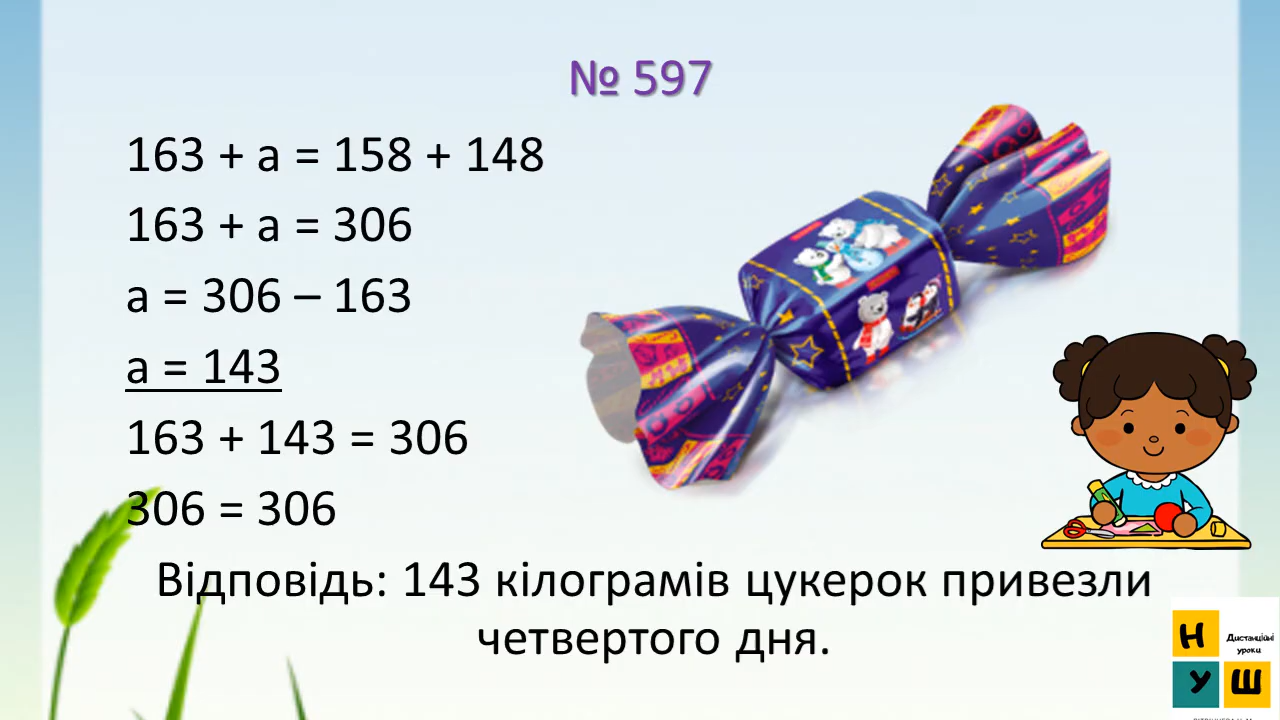 № 597
163 + а = 158 + 148
163 + а = 306
а = 306 – 163
а = 143
163 + 143 = 306
306 = 306
Відповідь: 143 кілограмів цукерок привезли
четвертого дня.
Н
Дистанційні
уроки
У Ш